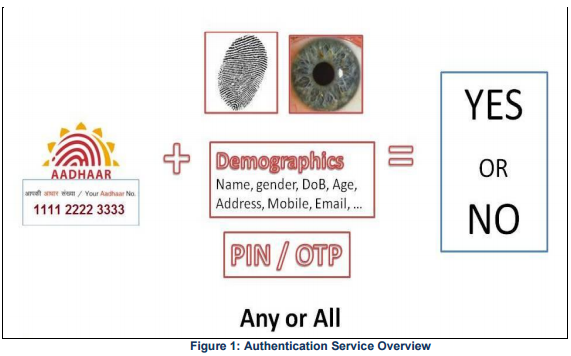 AADHAAR
आपकी आधार संख्या / Your Aadhaar No.
1111 2222 3333
+
Demographics
Name, gender, DoB, Age,
Address, Mobile, Email, ...
PIN / OTP
Any or All
=
YES
OR
NO
Figure 1: Authentication Service Overview